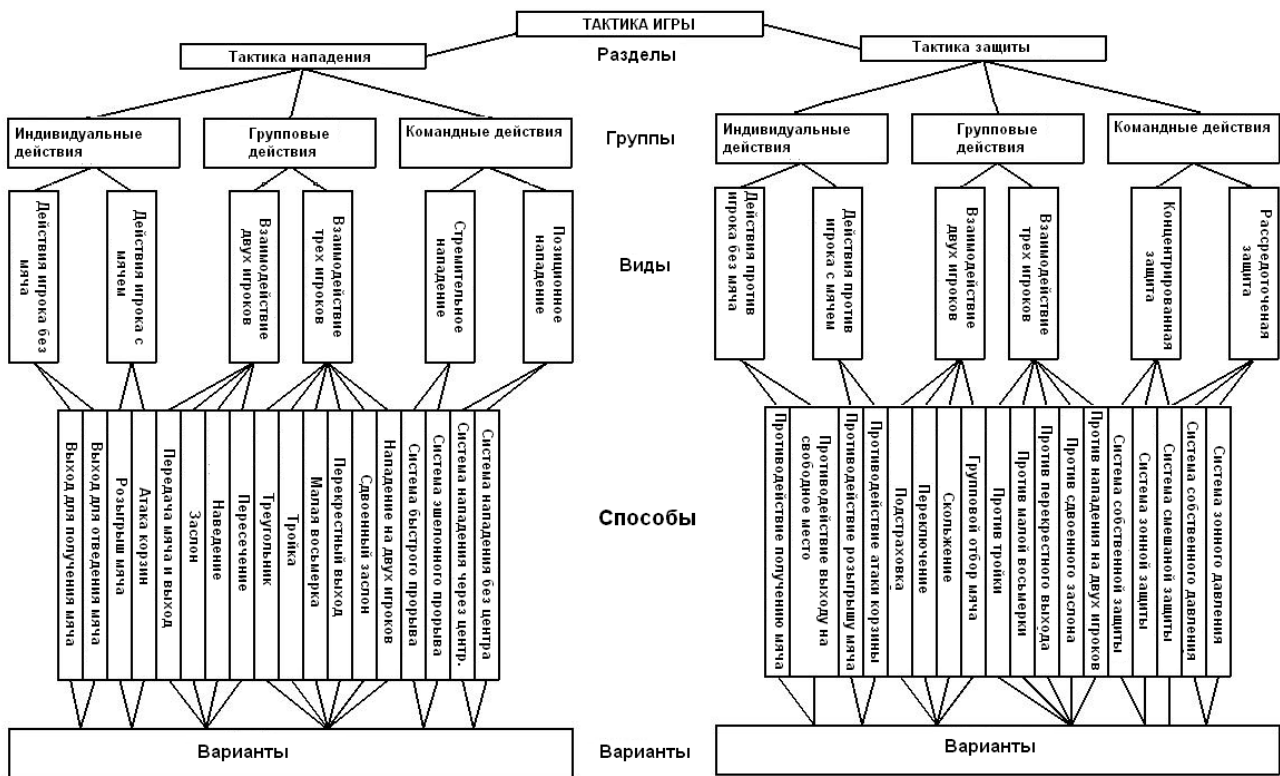 ТАКТИКА ИГРЫ
Разделы
Тактика нападения
Тактика защиты
Индивидуальные
действия
Групповые
действия
Командные действия
Группы
Индивидуальные
действия
Групповые
действия
Командные действия
Действия игрока без
мяча
Действия игрока с
мячем
Взаимодействие
двух игроков
Взаимодействие
трех игроков
Стремительное
нападение
Позиционное
нападение
Виды
Действия против
игрока без мяча
Действия против
игрока с мячем
Взаимодействие
двух игроков
Взаимодействие
трех игроков
Концентрированная
защита
Рассредоточеная
защита
Выход для получения мяча
Выход для отведения мяча
Розыгрыш мяча
Атака корзин
Передача мяча и выход
Заслон
Наведение
Пересечение
Треугольник
Тройка
Малая восьмерка
Перекрестный выход
Сдвоенный заслон
Нападение на двух игроков
Система быстрого прорыва
Система эшелонного прорыва
Система нападения через центр.
Система нападения без центра
Способы
Противодействие получению мяча
Противодействие выходу на
свободное место
Противодействие розыгрышу мяча
Противодействие атаки корзины
Подстраховка
Переключение
Скольжение
Групповой отбор мяча
Против тройки
Против малой восьмерки
Против перекрестного выхода
Против сдвоенного заслона
Против нападения на двух игроков
Система собственной защиты
Система зонной защиты
Система смешаной защиты
Система собственного давления
Система зонного давления
Варианты
Варианты
Варианты